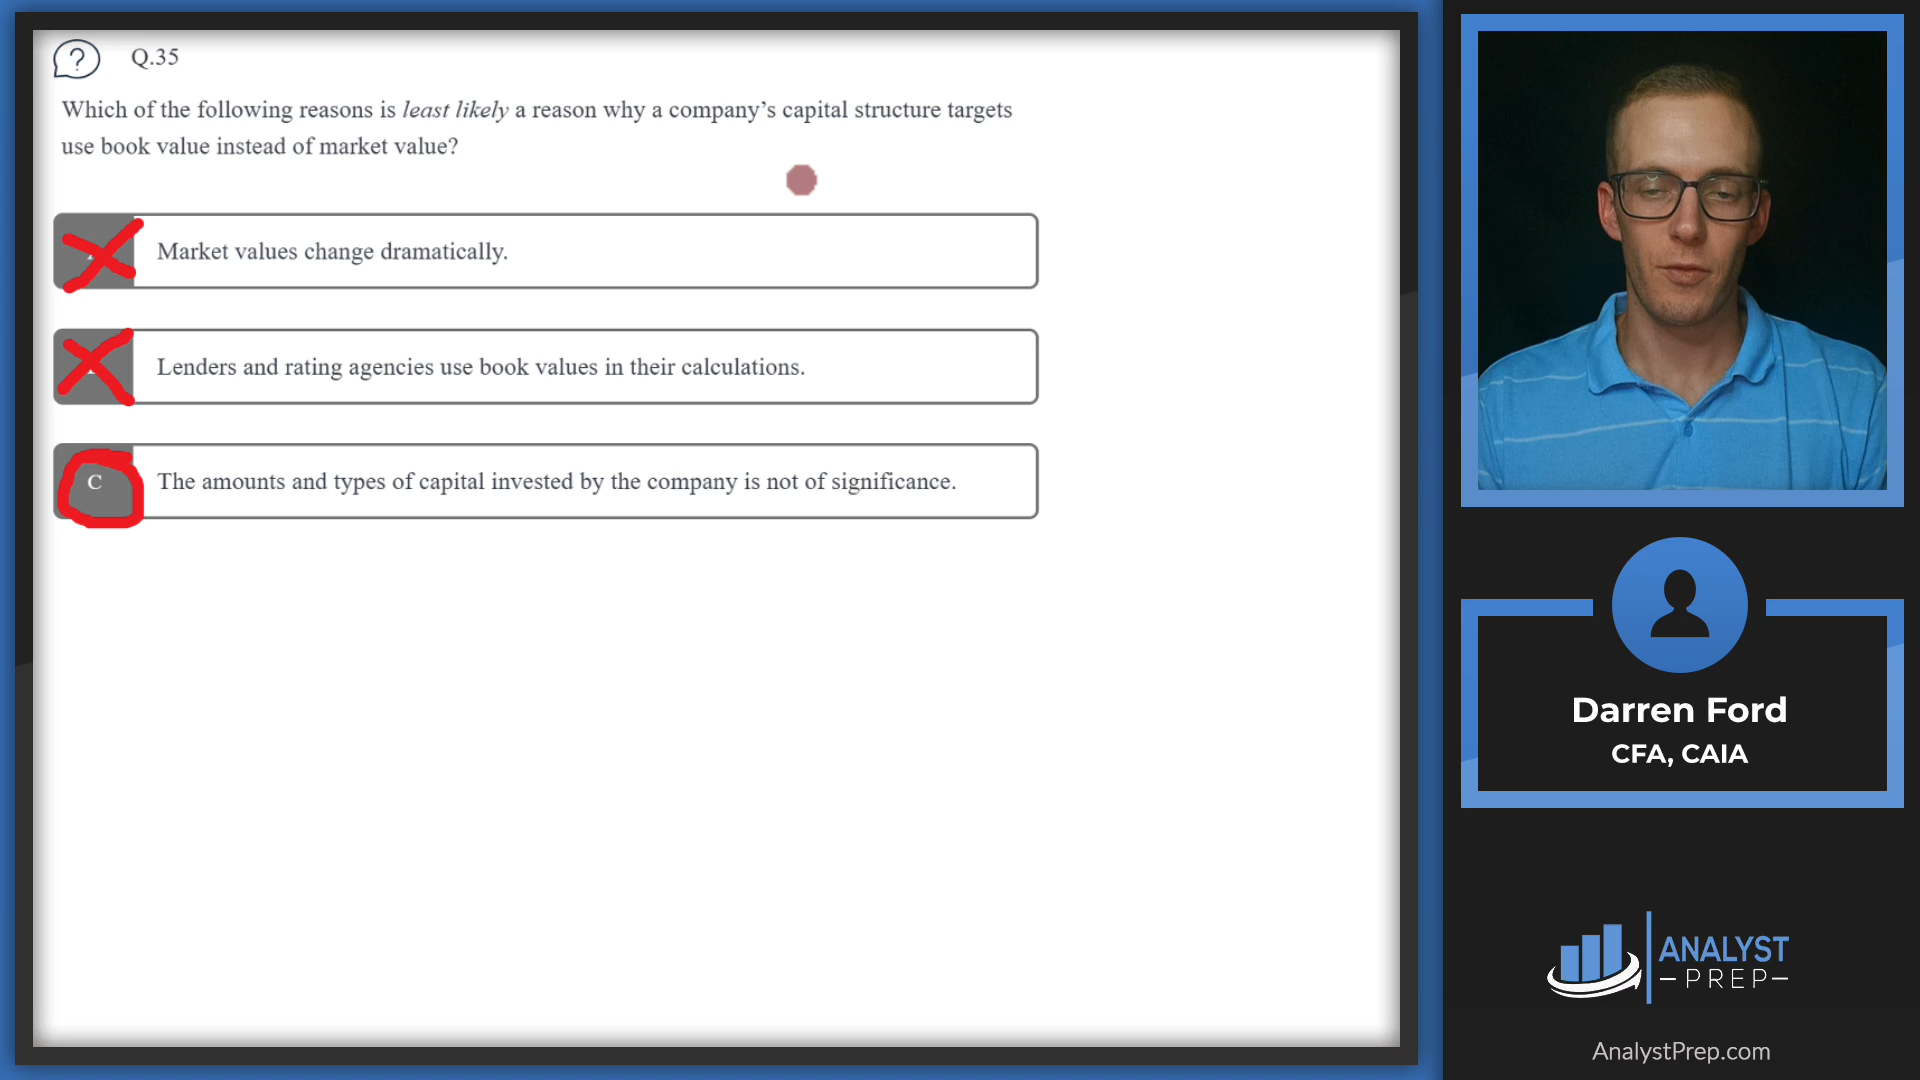 ?
Q.35
Which of the following reasons is least likely a reason why a company’s capital structure targets
use book value instead of market value?
Market values change dramatically.
Lenders and rating agencies use book values in their calculations.
C
The amounts and types of capital invested by the company is not of significance.
Darren Ford
CFA, CAIA
ANALYST
–PREP–
AnalystPrep.com